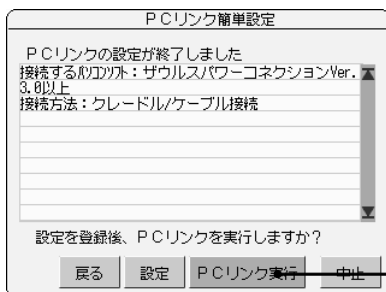 PCリンク簡単設定
PCリンクの設定が終了しました
接続するﾊﾟｿｺﾝｿﾌﾄ：ザウルスパワーコネクションVer.
3.0以上
接続方法：クレードル/ケーブル接続
設定を登録後、PCリンクを実行しますか？
戻る 設定 PCリンク実行 中止